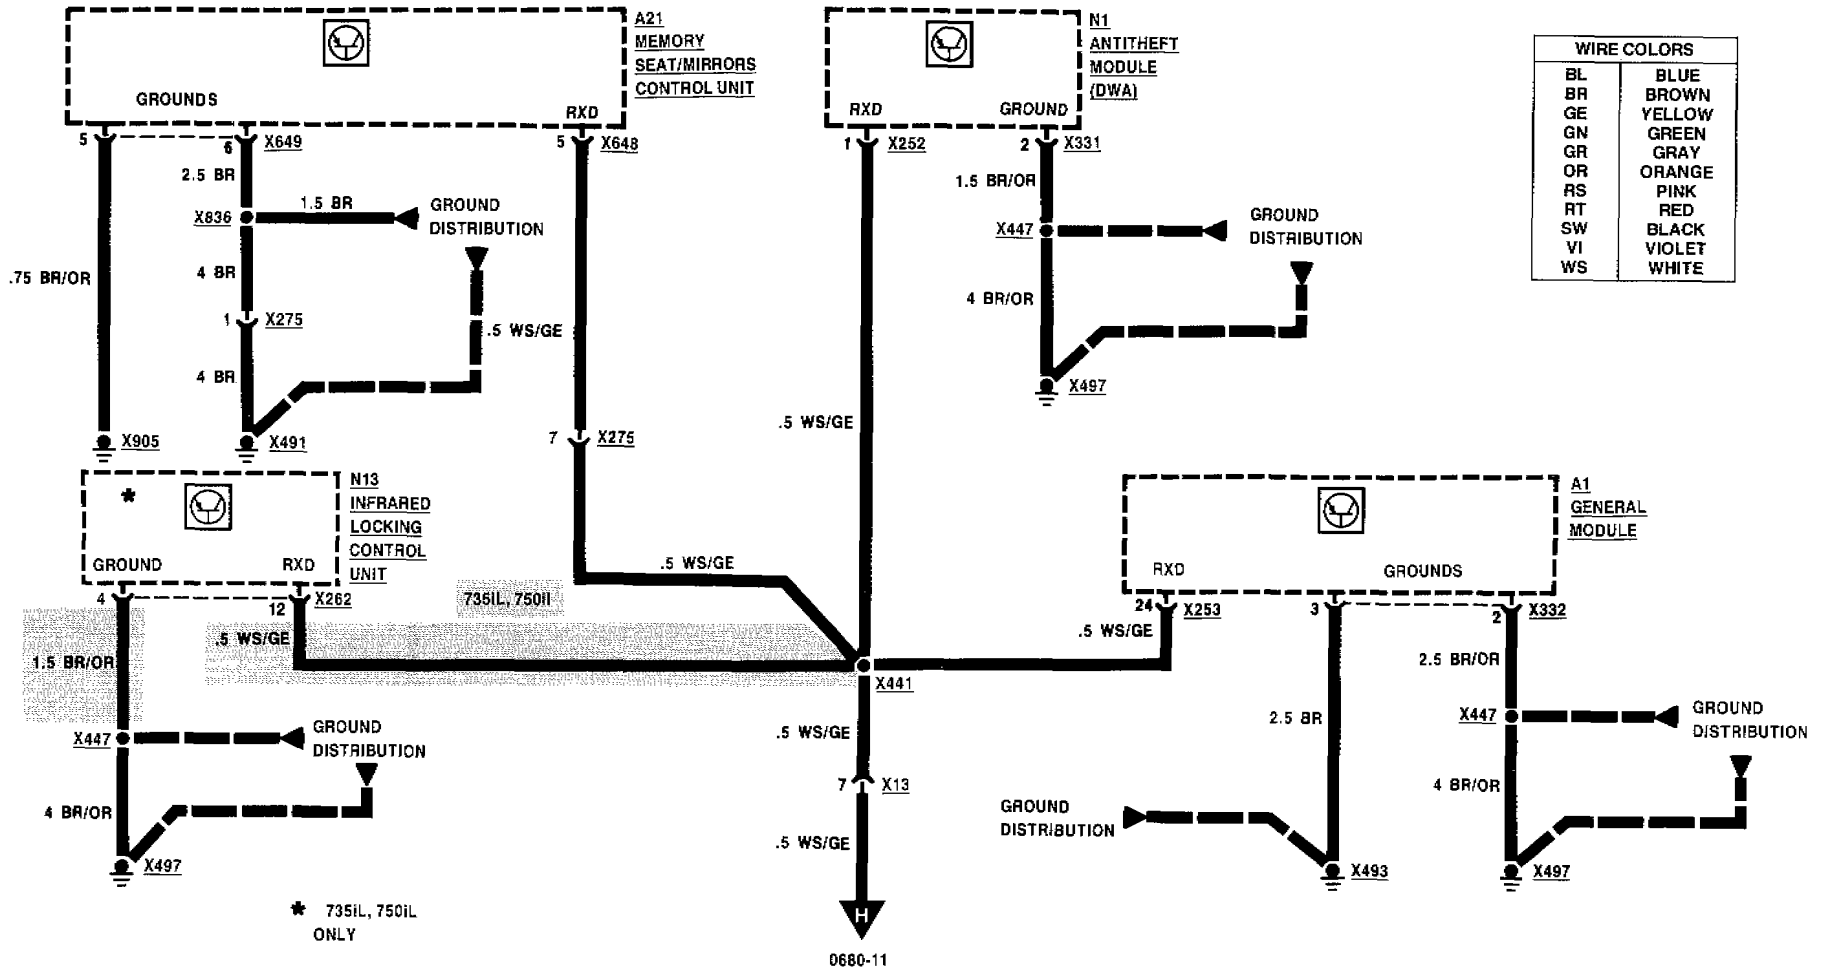 A21
MEMORY
SEAT/MIRRORS
CONTROL UNIT
GROUNDS
RXD
5
6
X649
5
X648
2.5 BR
X836
1.5 BR
GROUND
DISTRIBUTION
.75 BR/OR
4 BR
1
X275
.5 WS/GE
4 BR
X905
X491
7
X275
N1
ANTITHEFT
MODULE
(DWA)
RXD
GROUND
1
X252
2
X331
1.5 BR/OR
X447
GROUND
DISTRIBUTION
4 BR/OR
X497
.5 WS/GE
WIRE COLORS
BL BLUE
BR BROWN
GE YELLOW
GN GREEN
GR GRAY
OR ORANGE
RS PINK
RT RED
SW BLACK
VI VIOLET
WS WHITE
*
N13
INFRARED
LOCKING
CONTROL
UNIT
GROUND
RXD
4
12
X262
.5 WS/GE
1.5 BR/OR
735iL, 750il
.5 WS/GE
X447
GROUND
DISTRIBUTION
4 BR/OR
X497
* 735iL, 750iL
ONLY
X441
.5 WS/GE
7
X13
.5 WS/GE
H
0680-11
A1
GENERAL
MODULE
RXD
GROUNDS
24
X253
3
2
X332
.5 WS/GE
2.5 BR/OR
2.5 BR
X447
GROUND
DISTRIBUTION
4 BR/OR
GROUND
DISTRIBUTION
X493
X497